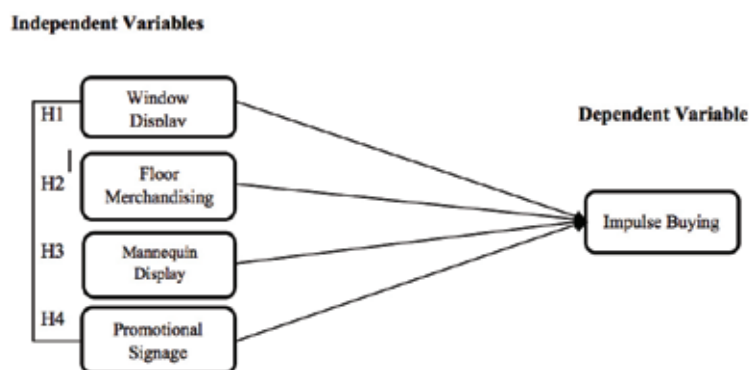 Independent Variables
H1
Window
Display
Dependent Variable
H2
Floor
Merchandising
Impulse Buying
H3
Mannequin
Display
H4
Promotional
Signage